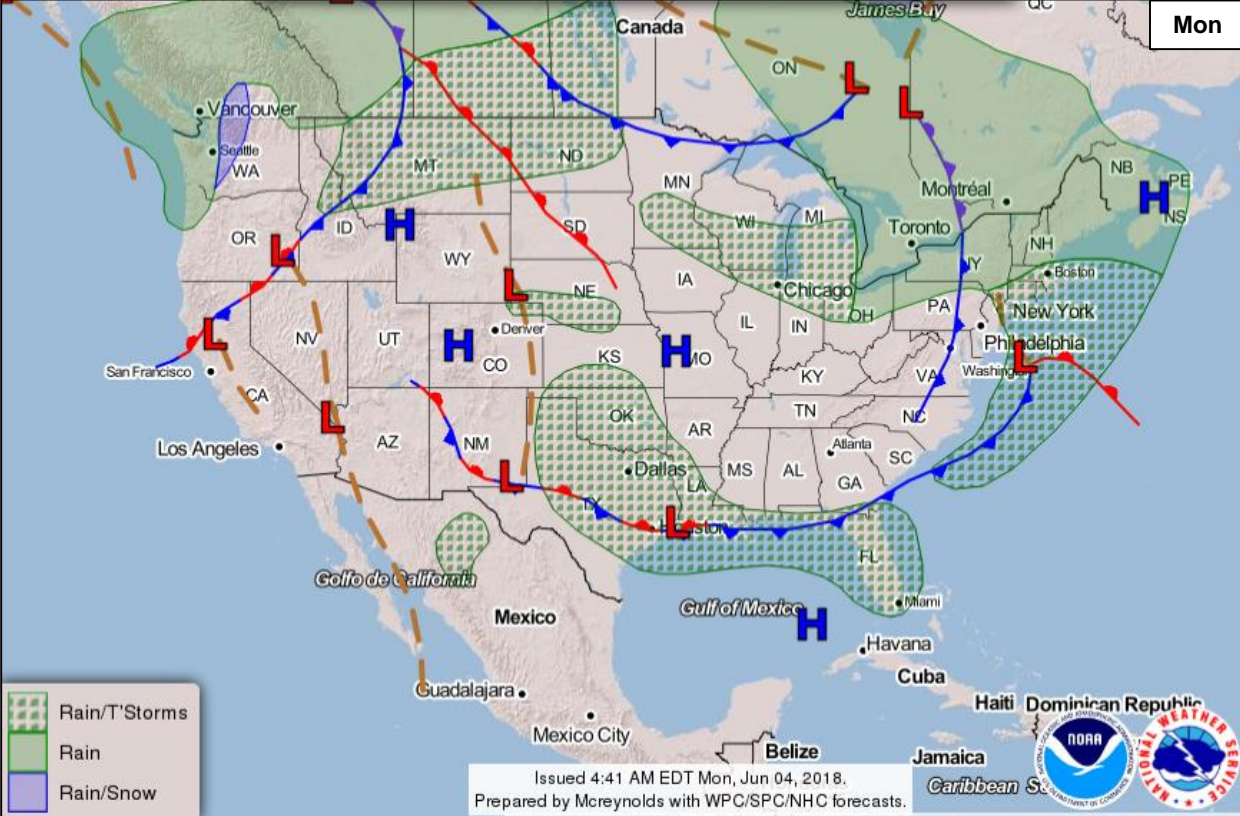 James Bay
QC
Mon
Canada
ON
L
L
Vancouver
Seattle
WA
MT
ND
MN
NB
PE
H
NS
Montréal
OR
ID
H
L
WY
SD
WI
MI
Toronto
NH
NY
Boston
L
NE
IA
Chicago
OH
PA
New York
L
NV
UT
H
Denver
CO
KS
H
MO
IL
IN
KY
VA
Washington
Philadelphia
L
San Francisco
CA
L
AZ
NM
OK
AR
TN
NC
Los Angeles
L
Dallas
TX
LA
MS
AL
Atlanta
GA
SC
L
Houston
FL
Golfo de California
Mexico
Gulf of Mexico
H
Miami
Havana
Cuba
Guadalajara
Haiti
Dominican Republic
Mexico City
Belize
Jamaica
Caribbean S
Rain/T'Storms
Rain
Rain/Snow
Issued 4:41 AM EDT Mon, Jun 04, 2018.
Prepared by Mcreynolds with WPC/SPC/NHC forecasts.
NOAA
NATIONAL WEATHER SERVICE